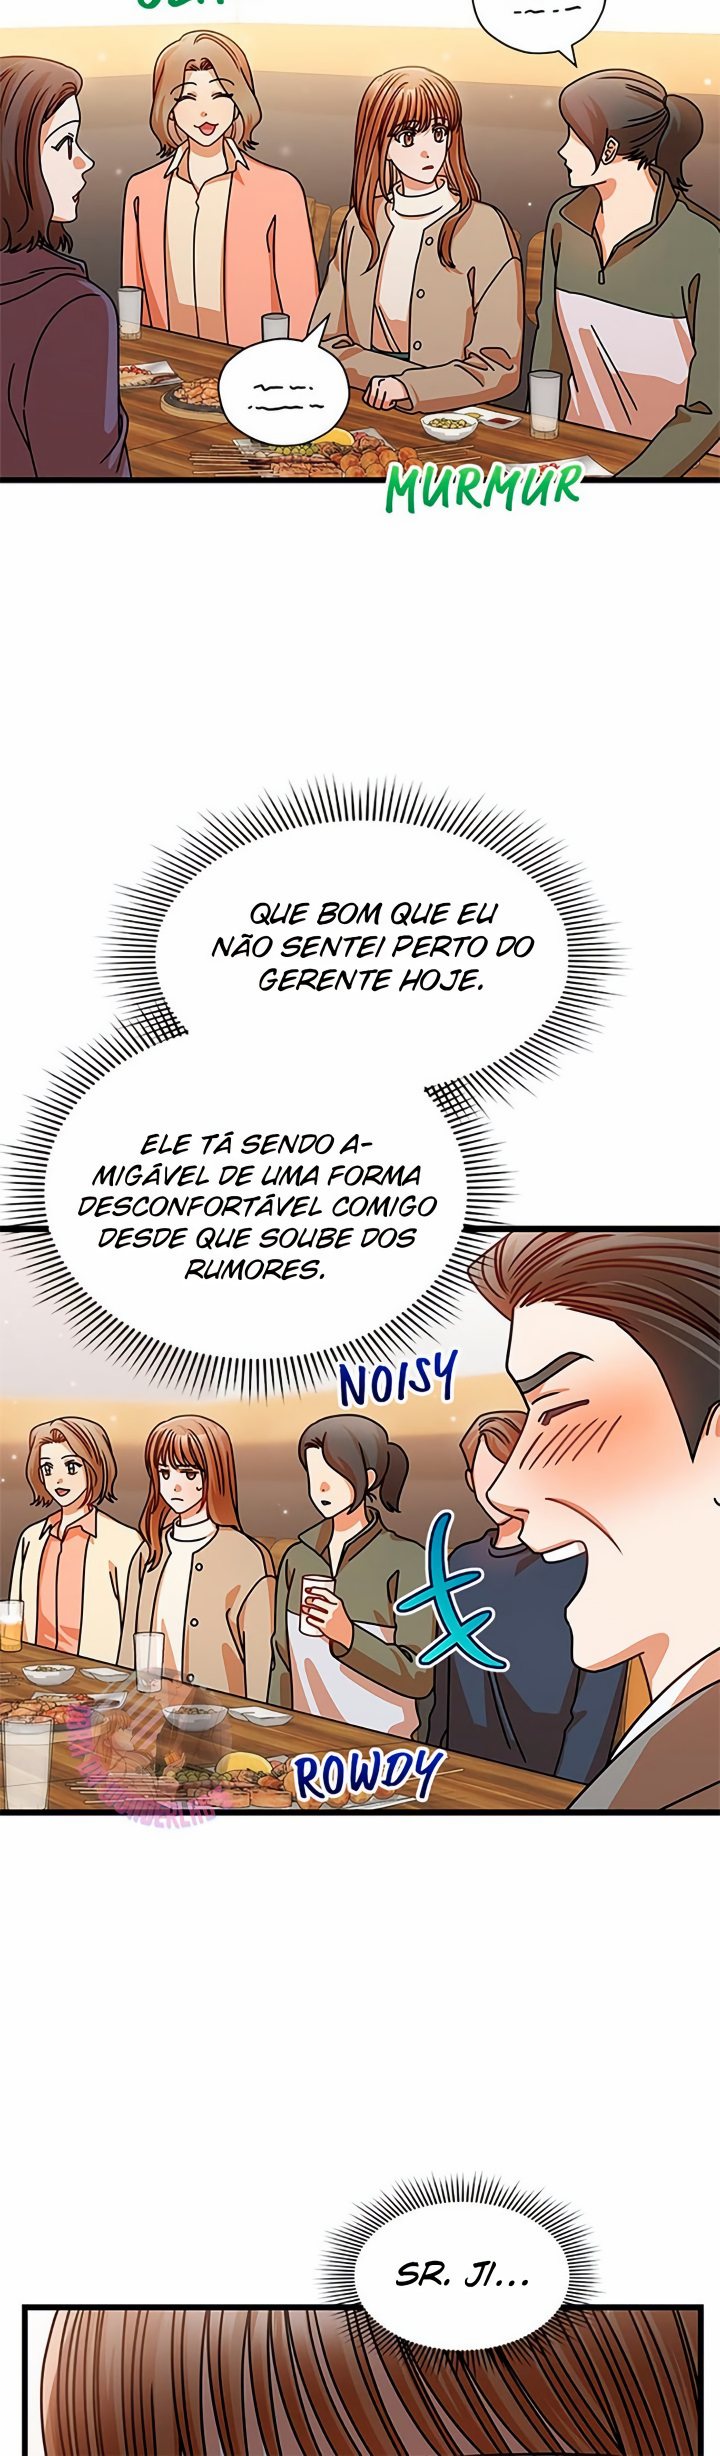 MURMUR
QUE BOM QUE EU
NÃO SENTEI PERTO DO
GERENTE HOJE.
ELE TÁ SENDO A-
MIGÁVEL DE UMA FORMA
DESCONFORTÁVEL COMIGO
DESDE QUE SOUBE DOS
RUMORES.
NOISY
ROWDY
SR. JI...